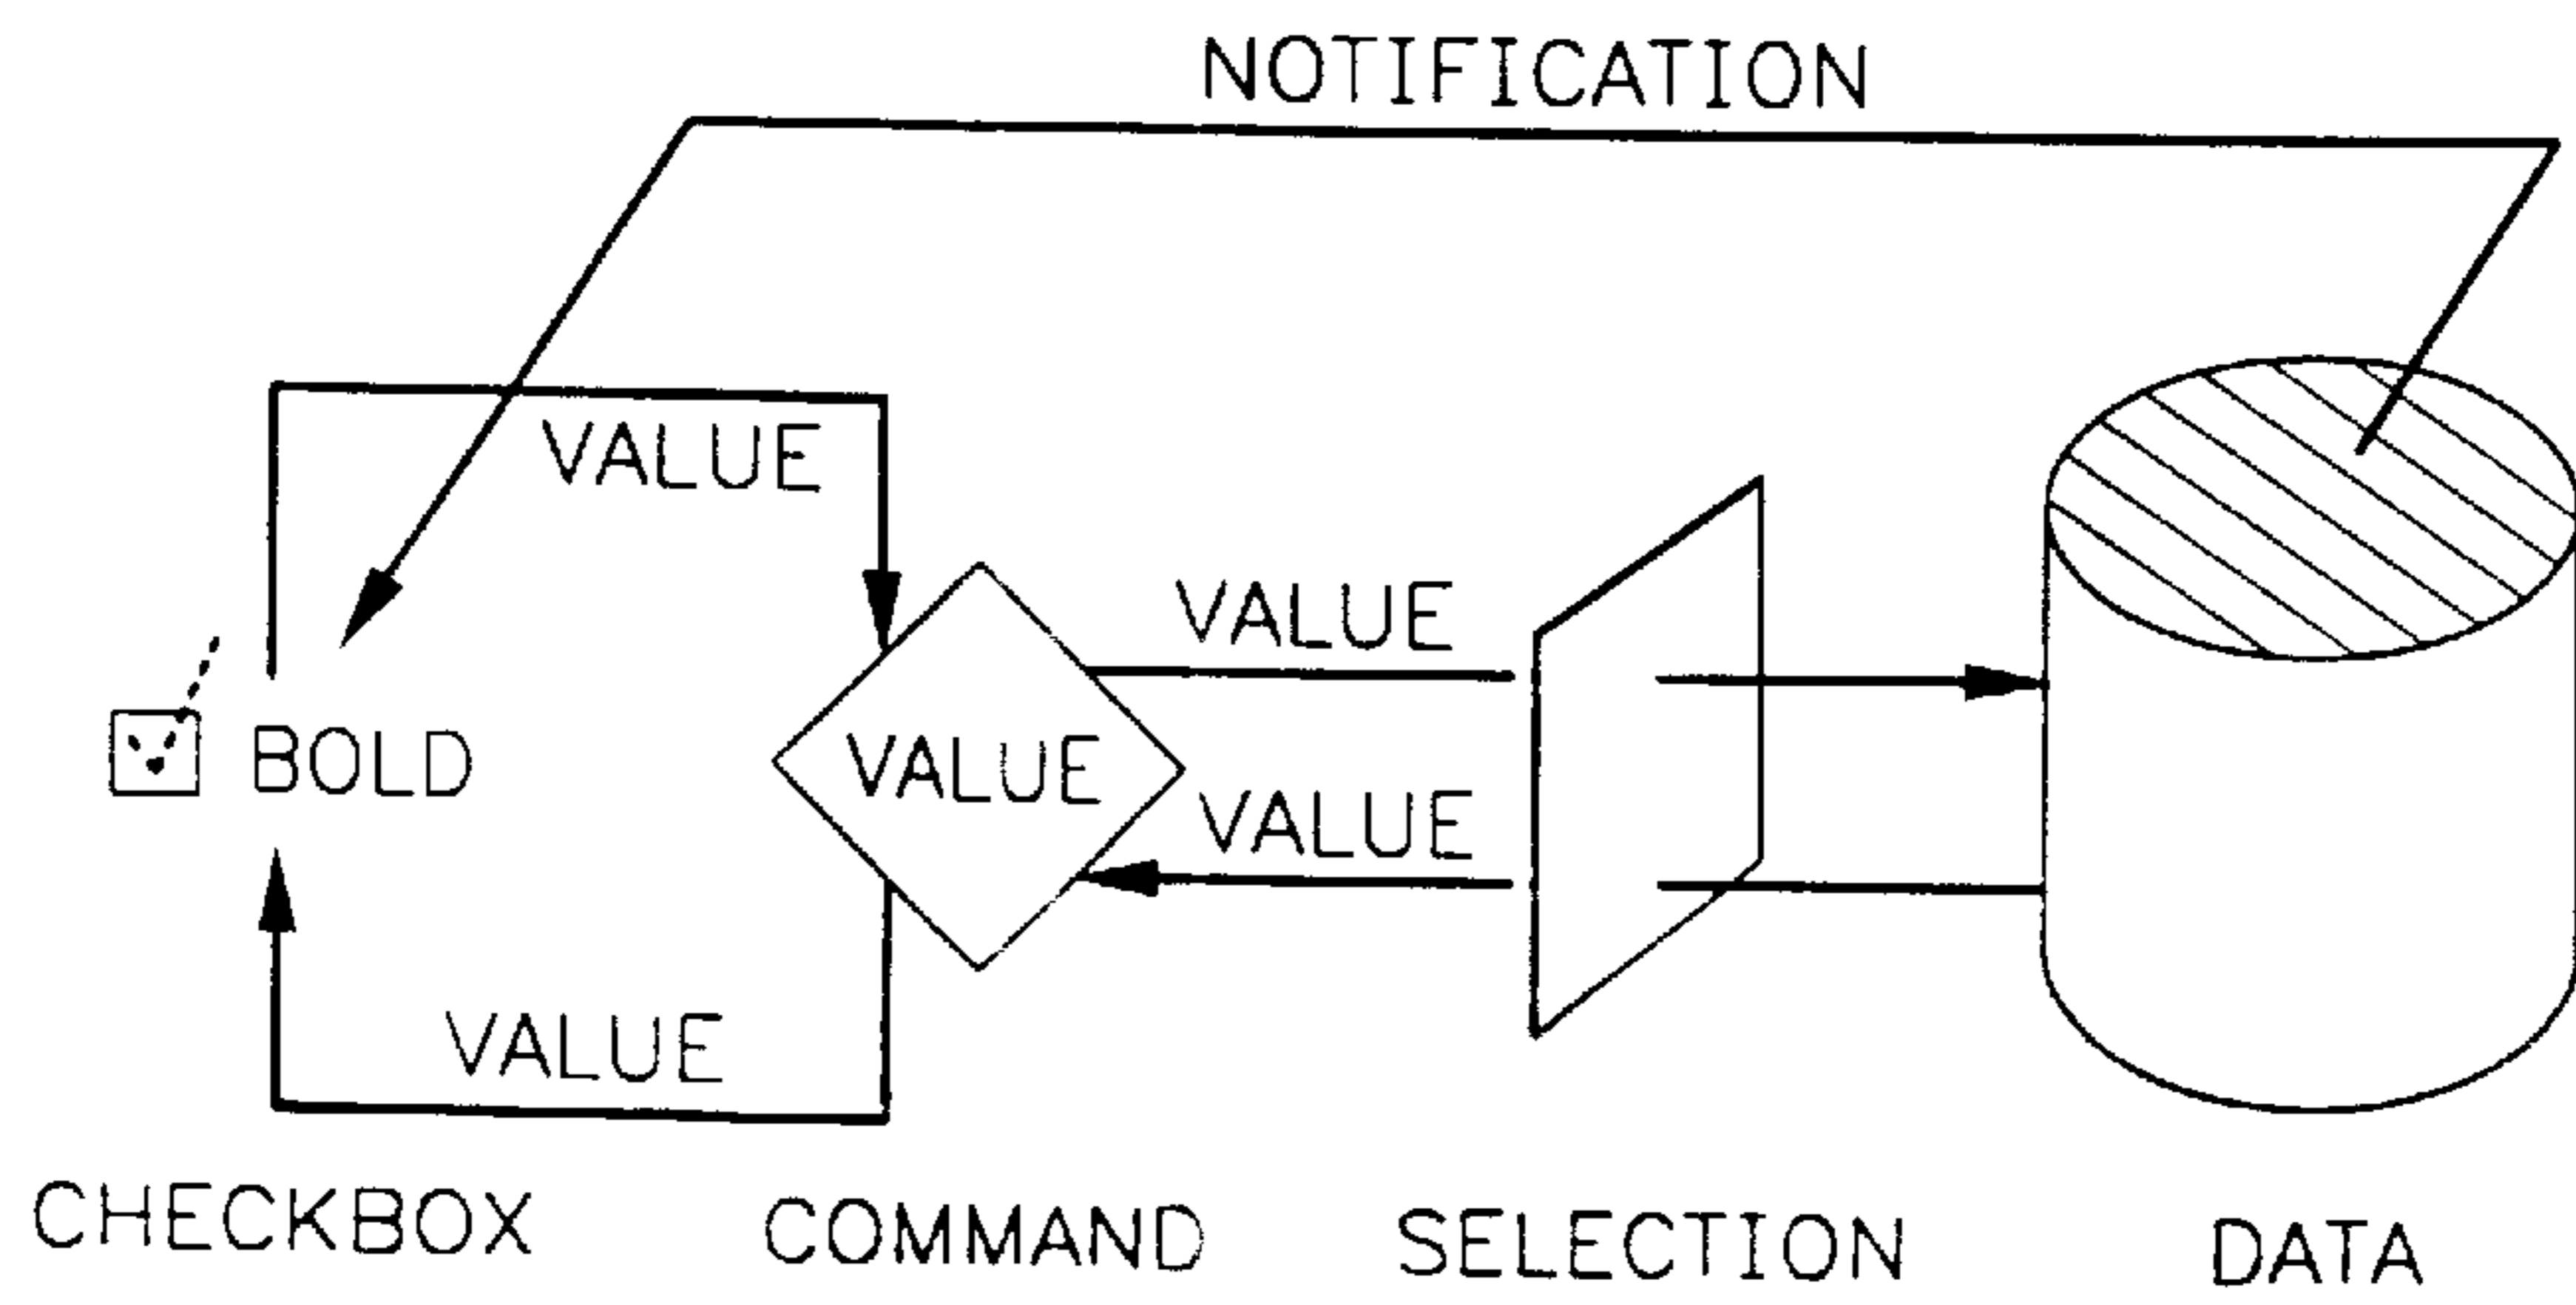 NOTIFICATION
VALUE
VALUE
BOLD
VALUE
VALUE
VALUE
CHECKBOX
COMMAND
SELECTION
DATA